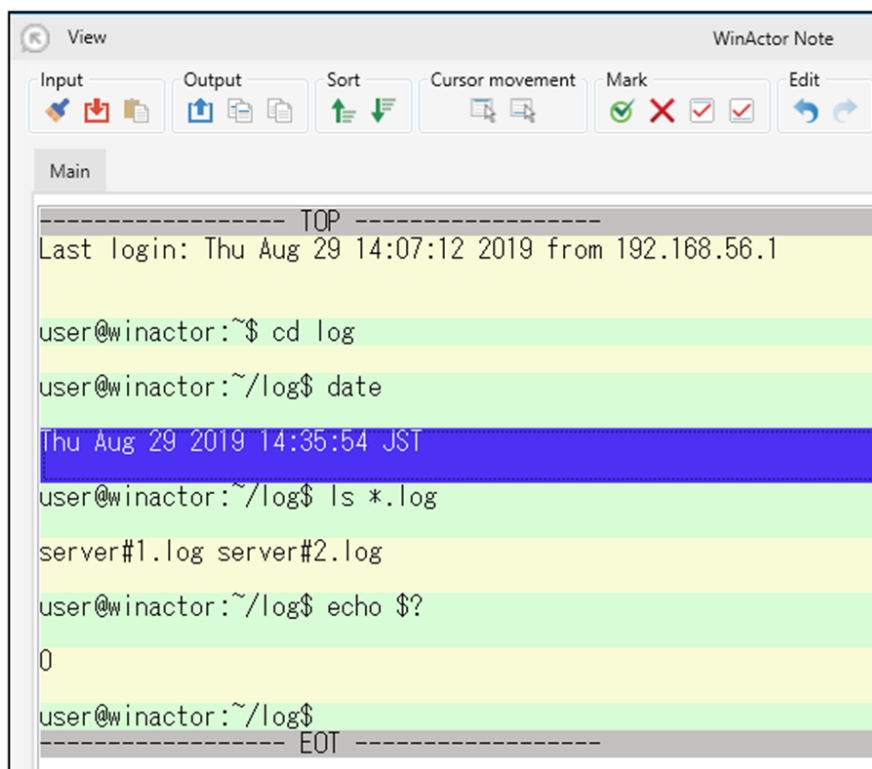 View WinActor Note
Input Output Sort Cursor movement Mark Edit
Main
------------------ TOP ------------------
Last login: Thu Aug 29 14:07:12 2019 from 192.168.56.1
user@winactor:~$ cd log
user@winactor:~/log$ date
Thu Aug 29 2019 14:35:54 JST
user@winactor:~/log$ ls *.log
server#1.log server#2.log
user@winactor:~/log$ echo $?
0
user@winactor:~/log$
------------------ EOT ------------------